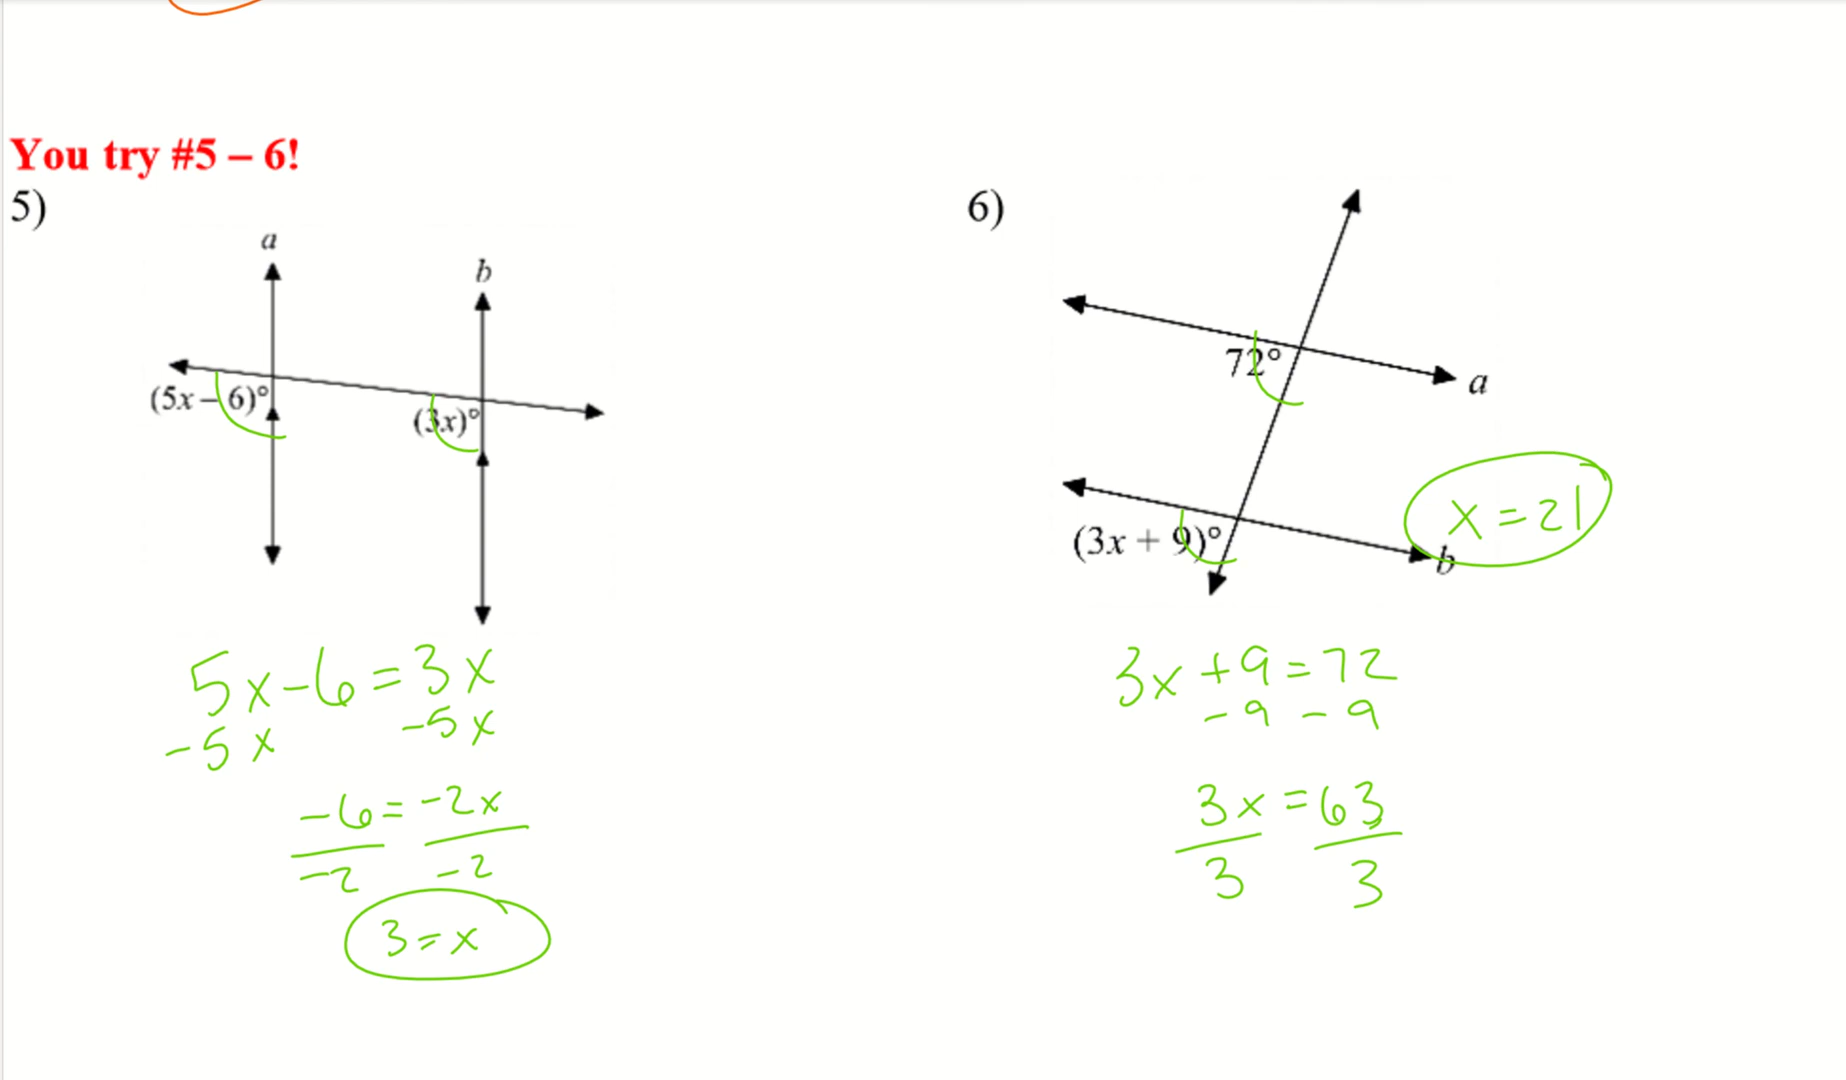 You try #5 – 6!
5)
a
b
(5x – 6)°
(3x)°
5x-6=3x
-5x -5x
-6=-2x
-2 -2
3=x
6)
72°
a
(3x + 9)°
b
x=21
3x+9=72
-9 -9
3x=63
3 3